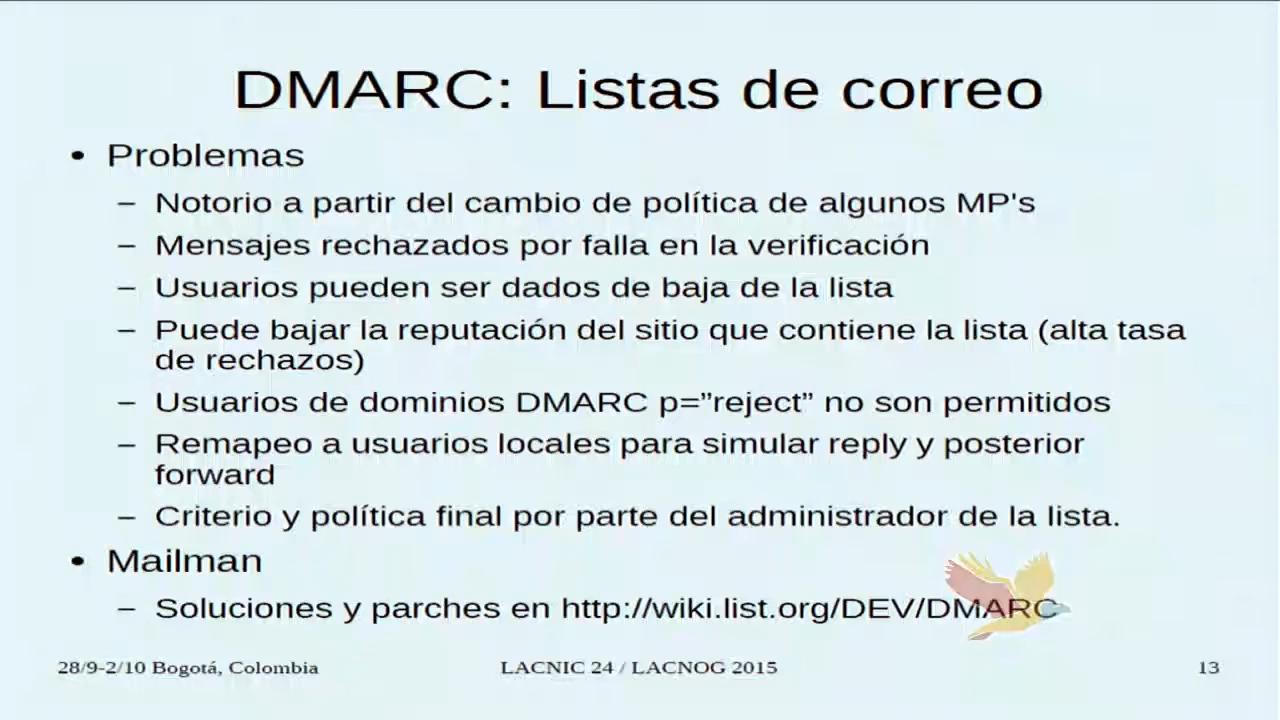 DMARC: Listas de correo
• Problemas
– Notorio a partir del cambio de política de algunos MP's
– Mensajes rechazados por falla en la verificación
– Usuarios pueden ser dados de baja de la lista
– Puede bajar la reputación del sitio que contiene la lista (alta tasa
de rechazos)
– Usuarios de dominios DMARC p=”reject” no son permitidos
– Remapeo a usuarios locales para simular reply y posterior
forward
– Criterio y política final por parte del administrador de la lista.
• Mailman
– Soluciones y parches en http://wiki.list.org/DEV/DMARC
28/9-2/10 Bogotá, Colombia
LACNIC 24 / LACNOG 2015
13